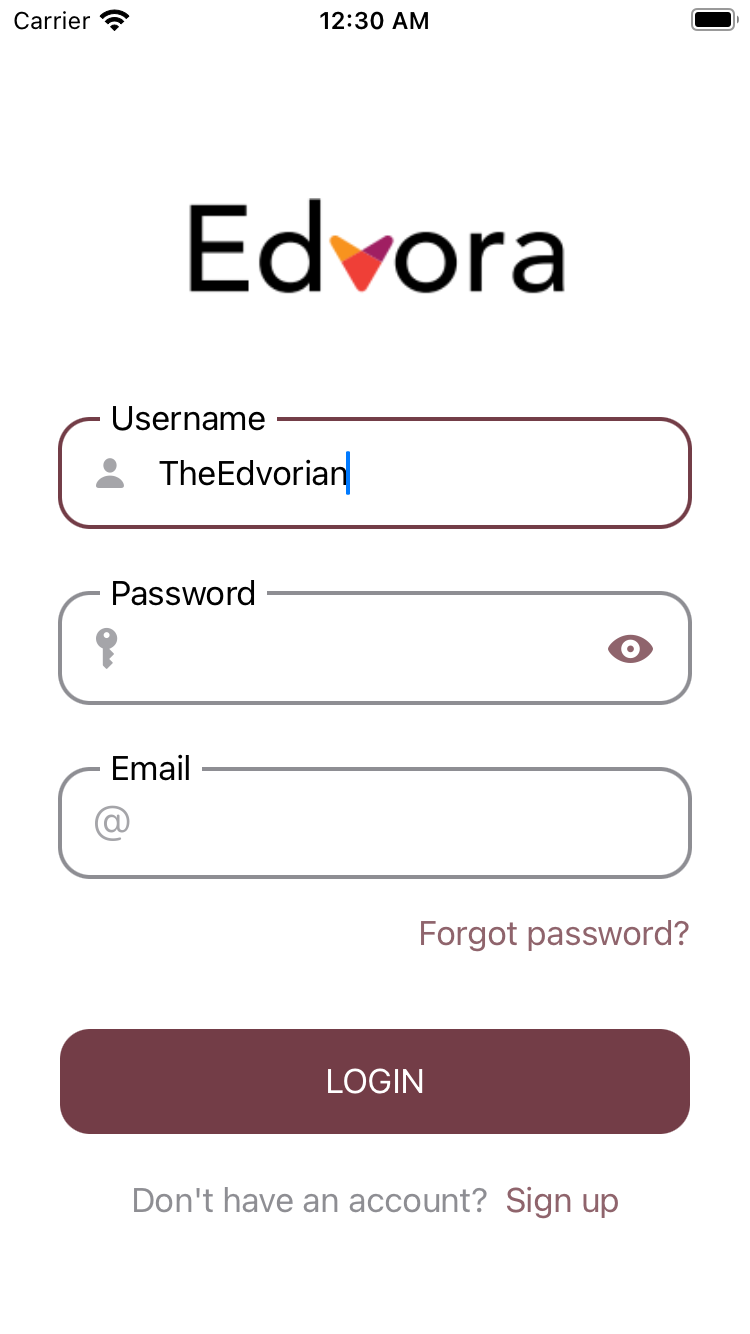 Carrier 12:30 AM
Edvora
Username
TheEdvorian
Password
Email
@
Forgot password?
LOGIN
Don't have an account? Sign up